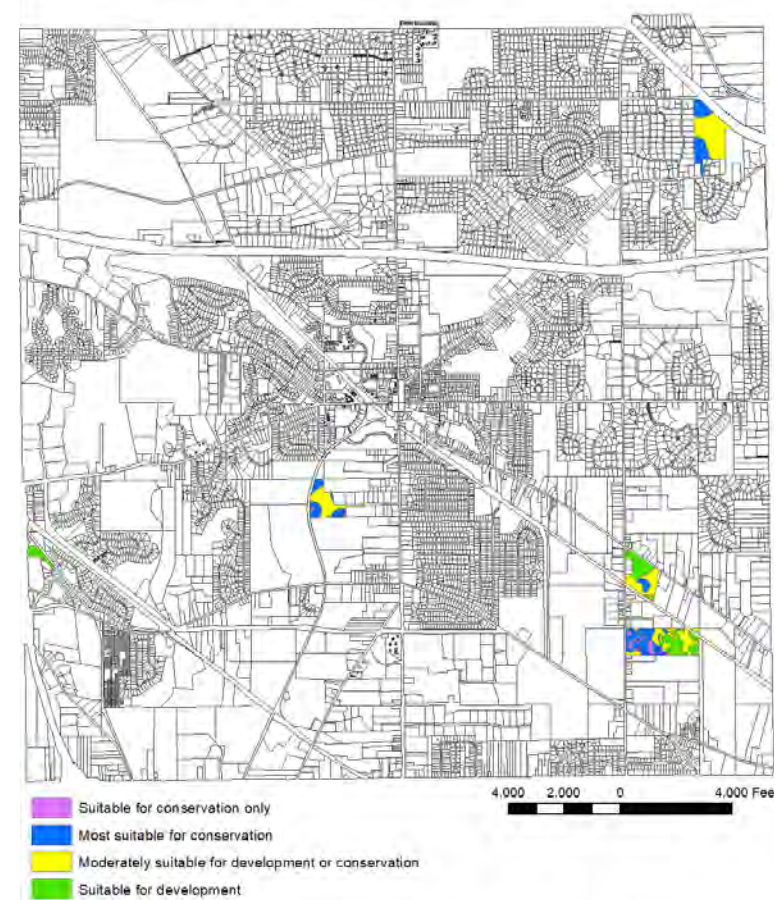 4,000 2,000 0 4,000 Fee
Suitable for conservation only
Most suitable for conservation
Moderately suitable for development or conservation
Suitable for development